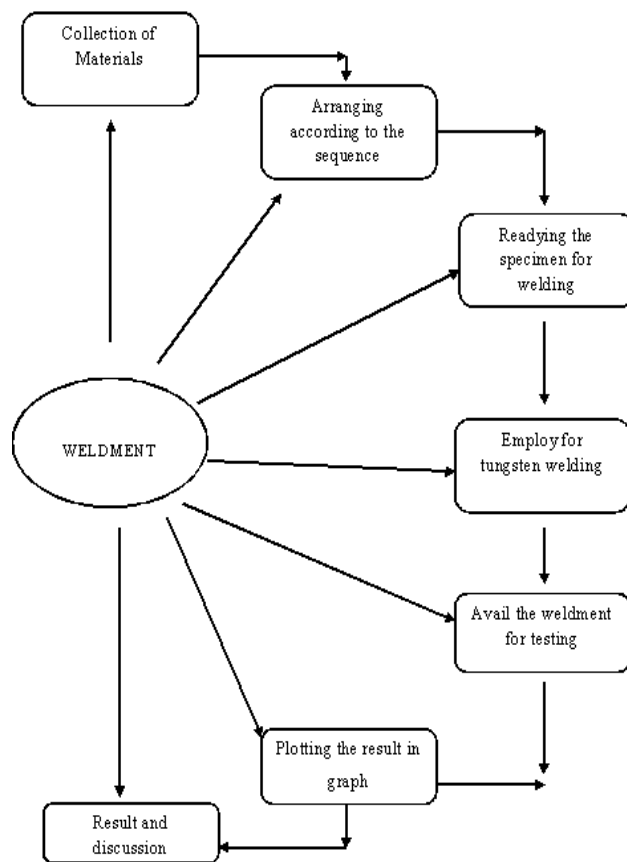 Collection of
Materials
Arranging
according to the
sequence
Readying the
specimen for
welding
WELDMENT
Employ for
tungsten welding
Avail the weldment
for testing
Plotting the result in
graph
Result and
discussion